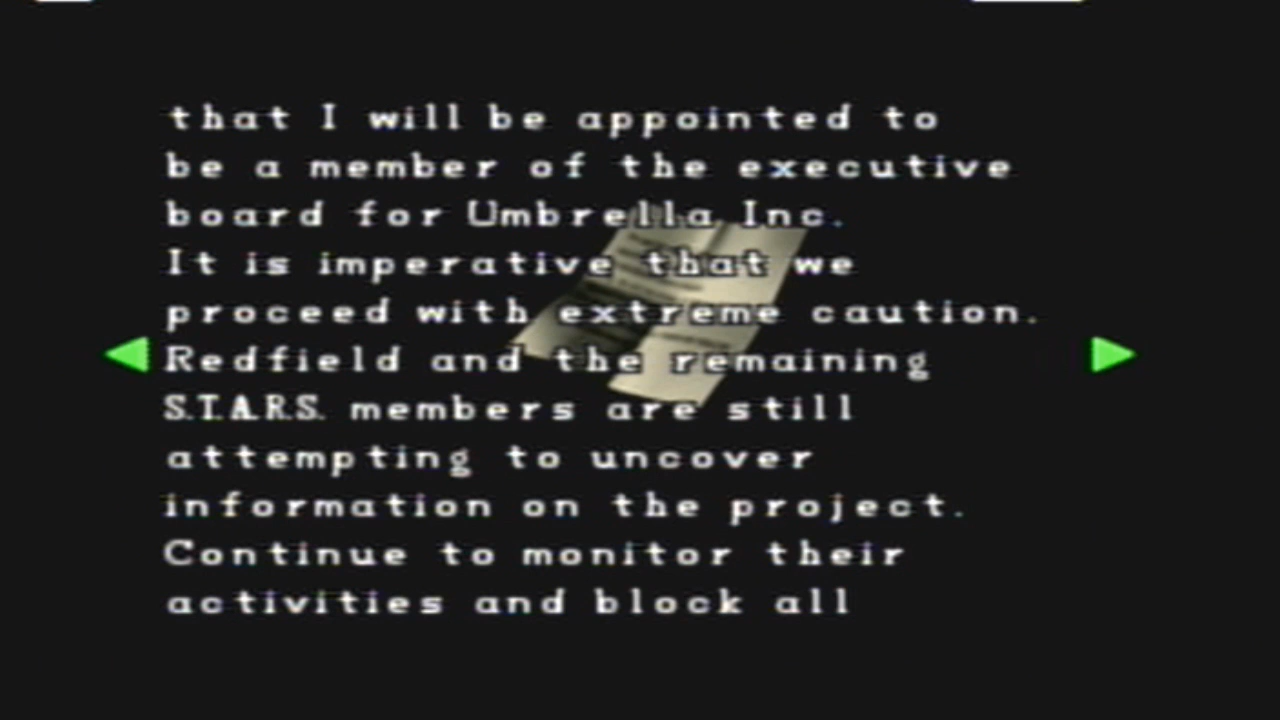 that I will be appointed to
be a member of the executive
board for Umbrella Inc.
It is imperative that we
proceed with extreme caution.
Redfield and the remaining
S.T.A.R.S. members are still
attempting to uncover
information on the project.
Continue to monitor their
activities and block all